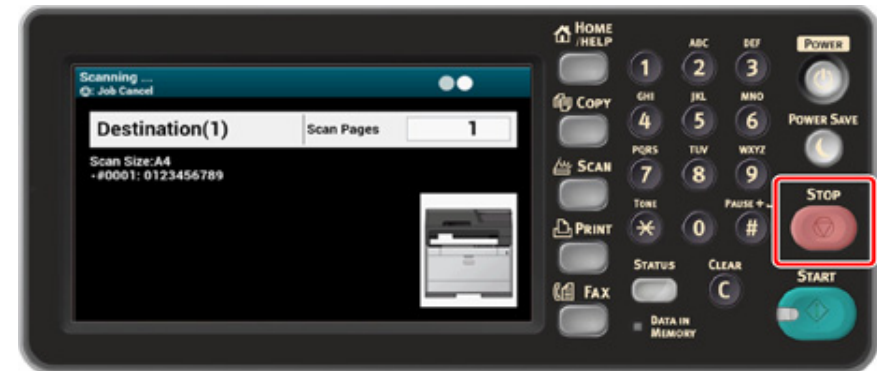 Scanning ....
: Job Cancel
Destination(1)
Scan Pages
1
Scan Size:A4
-#0001: 0123456789
HOME
/HELP
COPY
SCAN
PRINT
FAX
ABC
DEF
1
2
3
GHI
JKL
MNO
4
5
6
PQRS
TUV
WXYZ
7
8
9
TONE
PAUSE + -
*
0
#
STATUS
CLEAR
C
DATA IN
MEMORY
POWER
POWER SAVE
STOP
START